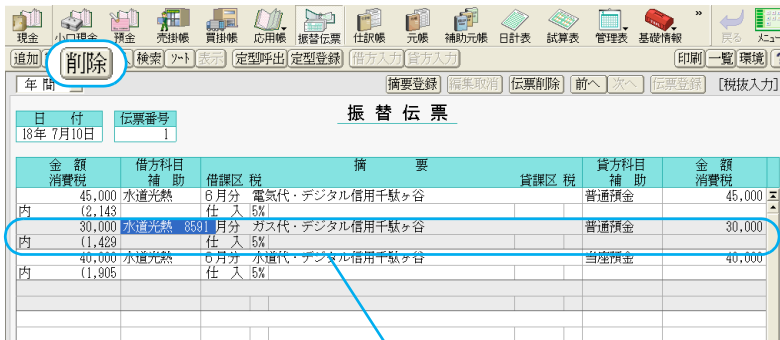 現金 小口現金 預金 売掛帳 買掛帳 応用帳 振替伝票 仕訳帳 元帳 補助元帳 日計表 試算表 管理表 基礎情報 » 戻る メニュー
追加 削除 検索 ソート 表示 定型呼出 定型登録 借方入力 貸方入力 印刷 一覧 環境
年間 摘要登録 編集取消 伝票削除 前へ 次へ 伝票登録 [税抜入力]
振替伝票
日付 伝票番号
18年 7月10日 1
金額 借方科目 摘要 貸方科目 金額
消費税 補助 借課区 税 貸課区 税 補助 消費税
45,000 水道光熱 6月分 電気代・デジタル信用千駄ヶ谷 普通預金 45,000
内 (2,143 仕入 5%
30,000 水道光熱 8591 月分 ガス代・デジタル信用千駄ヶ谷 普通預金 30,000
内 (1,429 仕入 5%
40,000 水道光熱 6月分 水道代・デジタル信用千駄ヶ谷 当座預金 40,000
内 (1,905 仕入 5%